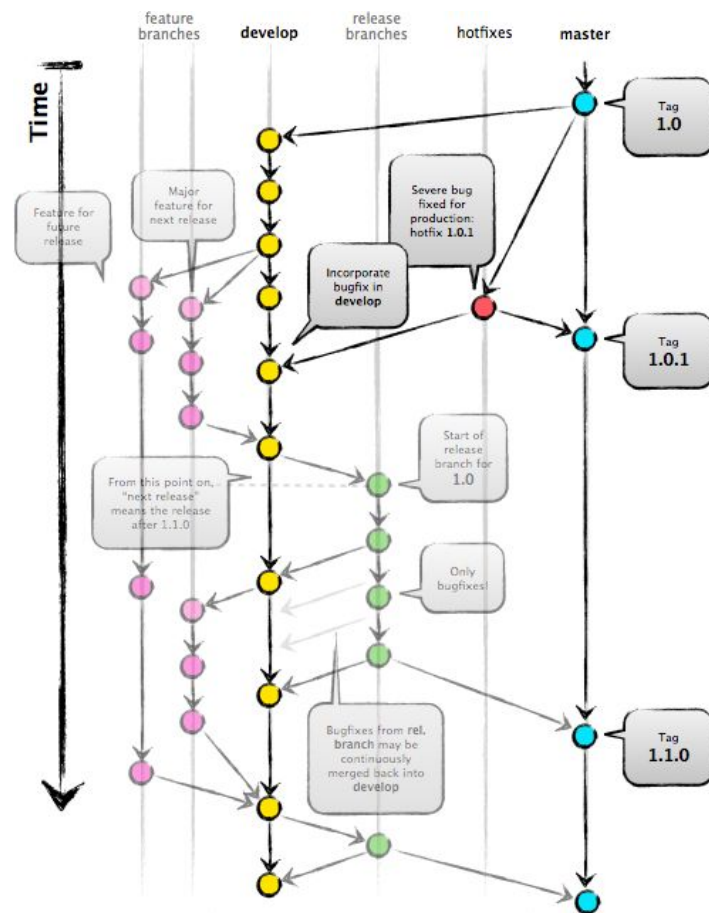 feature
branches
develop
release
branches
hotfixes
master
Time
Tag
1.0
Feature for
future
release
Major
feature for
next release
Severe bug
fixed for
production:
hotfix 1.0.1
Incorporate
bugfix in
develop
Tag
1.0.1
Start of
release
branch for
1.0
From this point on,
"next release"
means the release
after 1.1.0
Only
bugfixes!
Bugfixes from rel.
branch may be
continuously
merged back into
develop
Tag
1.1.0